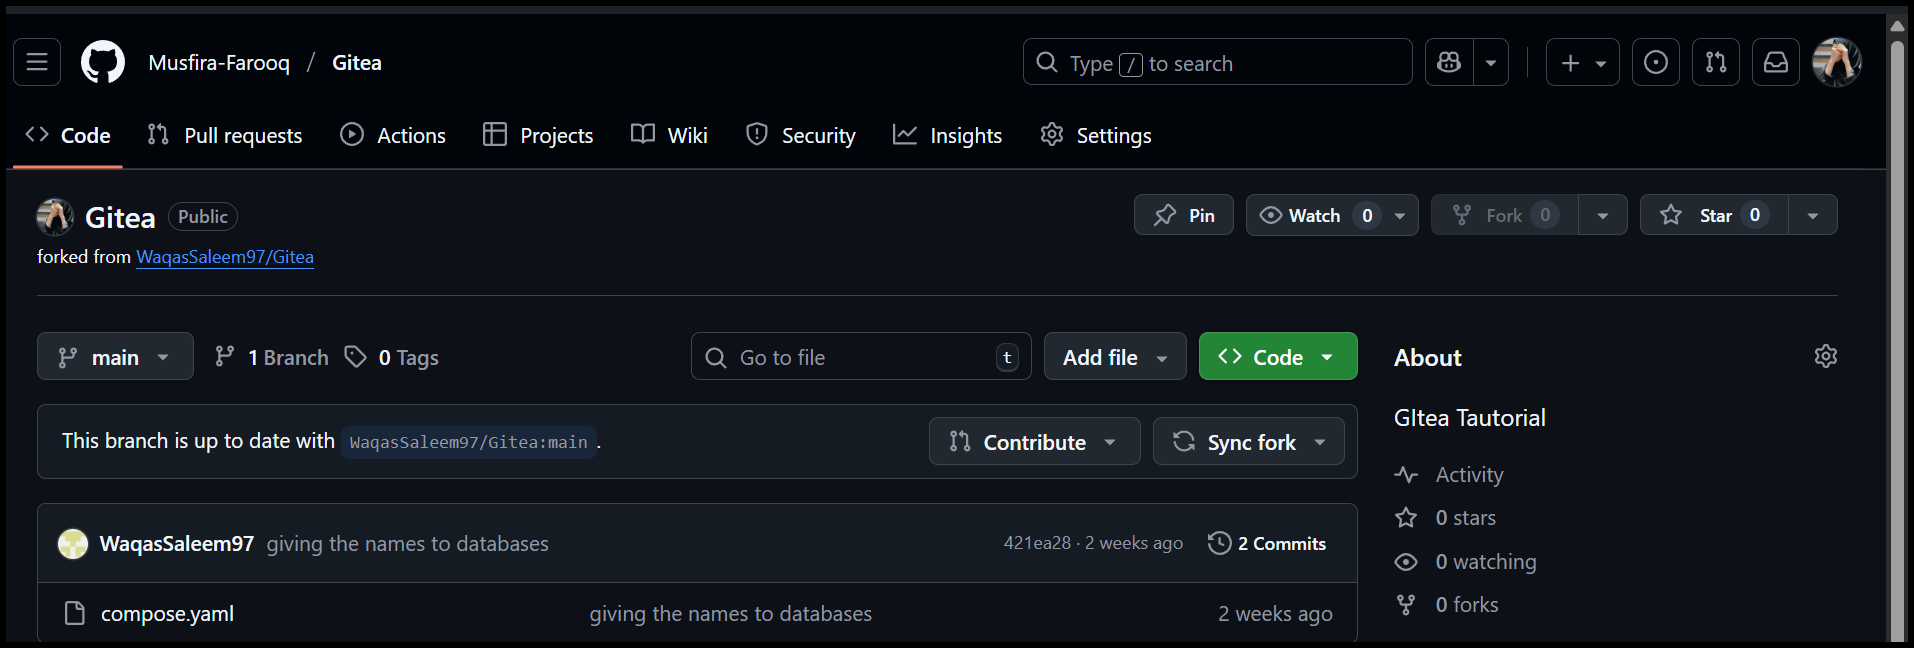 Musfira-Farooq / Gitea Type / to search
Code Pull requests Actions Projects Wiki Security Insights Settings
Gitea Public Pin Watch 0 Fork 0 Star 0
forked from WaqasSaleem97/Gitea
main 1 Branch 0 Tags Go to file t Add file Code About
GItea Tautorial
This branch is up to date with WaqasSaleem97/Gitea:main. Contribute Sync fork
Activity
0 stars
WaqasSaleem97 giving the names to databases 421ea28 · 2 weeks ago 2 Commits
0 watching
0 forks
compose.yaml giving the names to databases 2 weeks ago